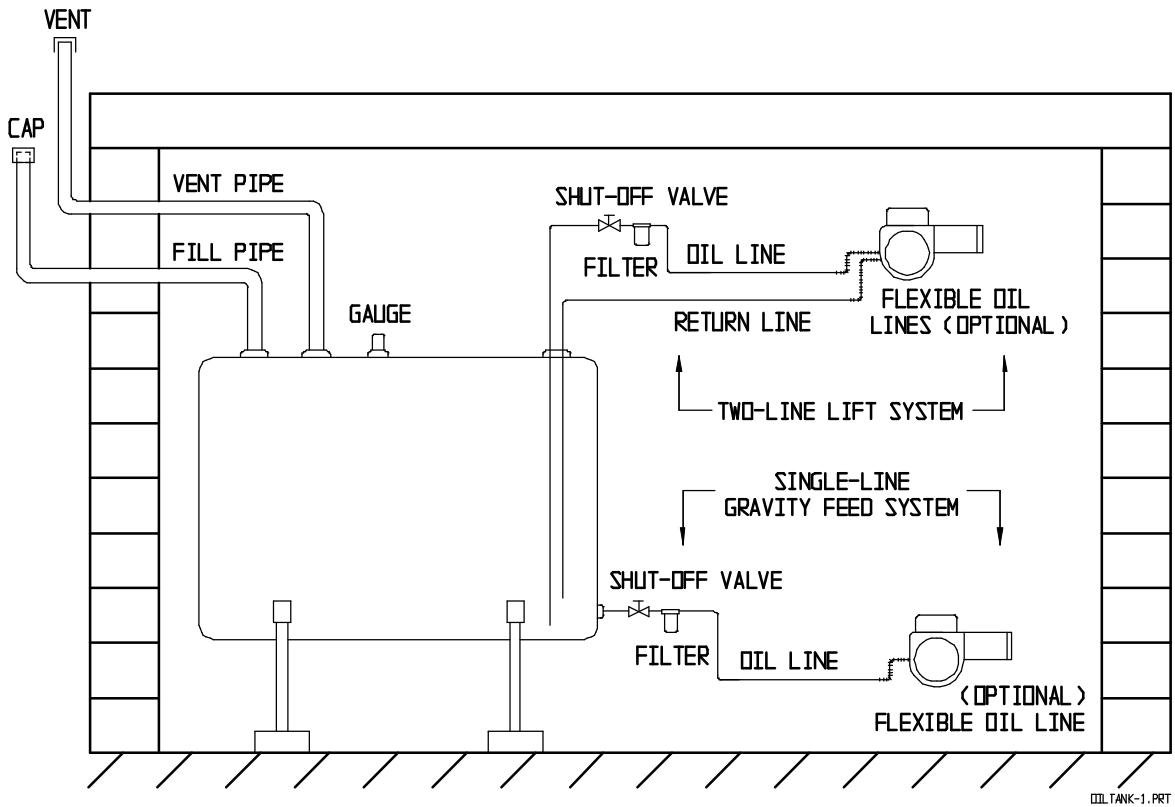 VENT
CAP
VENT PIPE
SHUT-OFF VALVE
FILL PIPE
OIL LINE
FILTER
FLEXIBLE OIL
LINES (OPTIONAL)
GAUGE
RETURN LINE
TWO-LINE LIFT SYSTEM
SINGLE-LINE
GRAVITY FEED SYSTEM
SHUT-OFF VALVE
FILTER
OIL LINE
(OPTIONAL)
FLEXIBLE OIL LINE
OILTANK-1.PRT